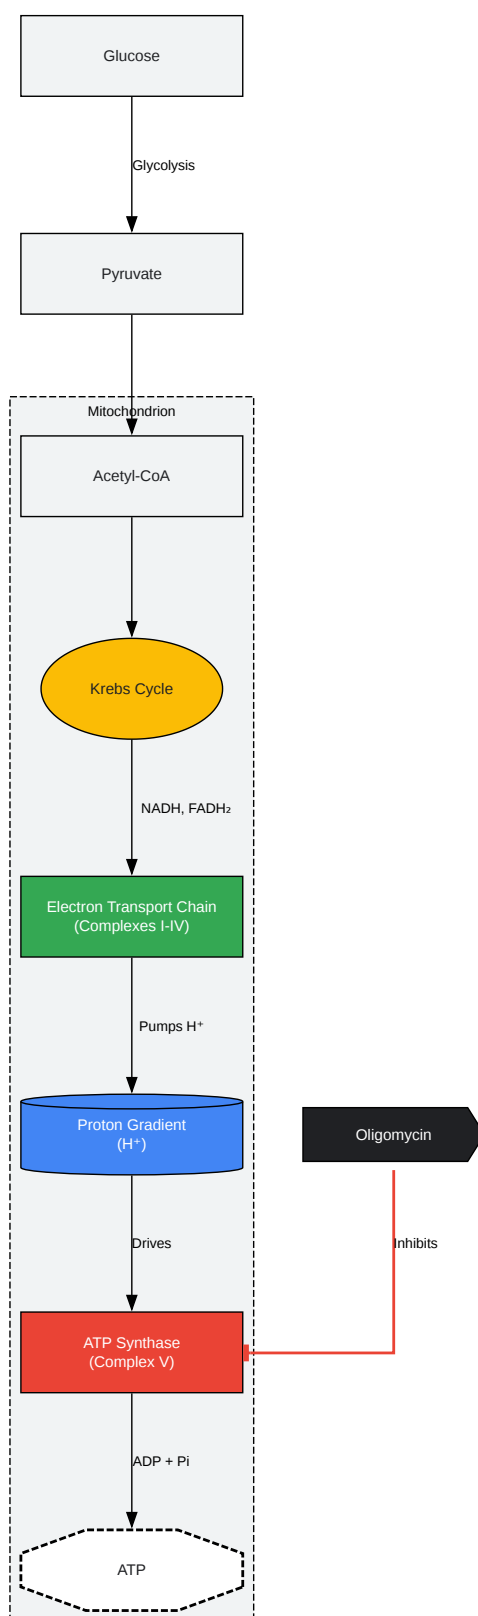 Glucose
Glycolysis
Pyruvate
Mitochondrion
Acetyl-CoA
Krebs Cycle
NADH, FADH₂
Electron Transport Chain
(Complexes I-IV)
Pumps H⁺
Proton Gradient
(H⁺)
Oligomycin
Drives
Inhibits
ATP Synthase
(Complex V)
ADP + Pi
ATP